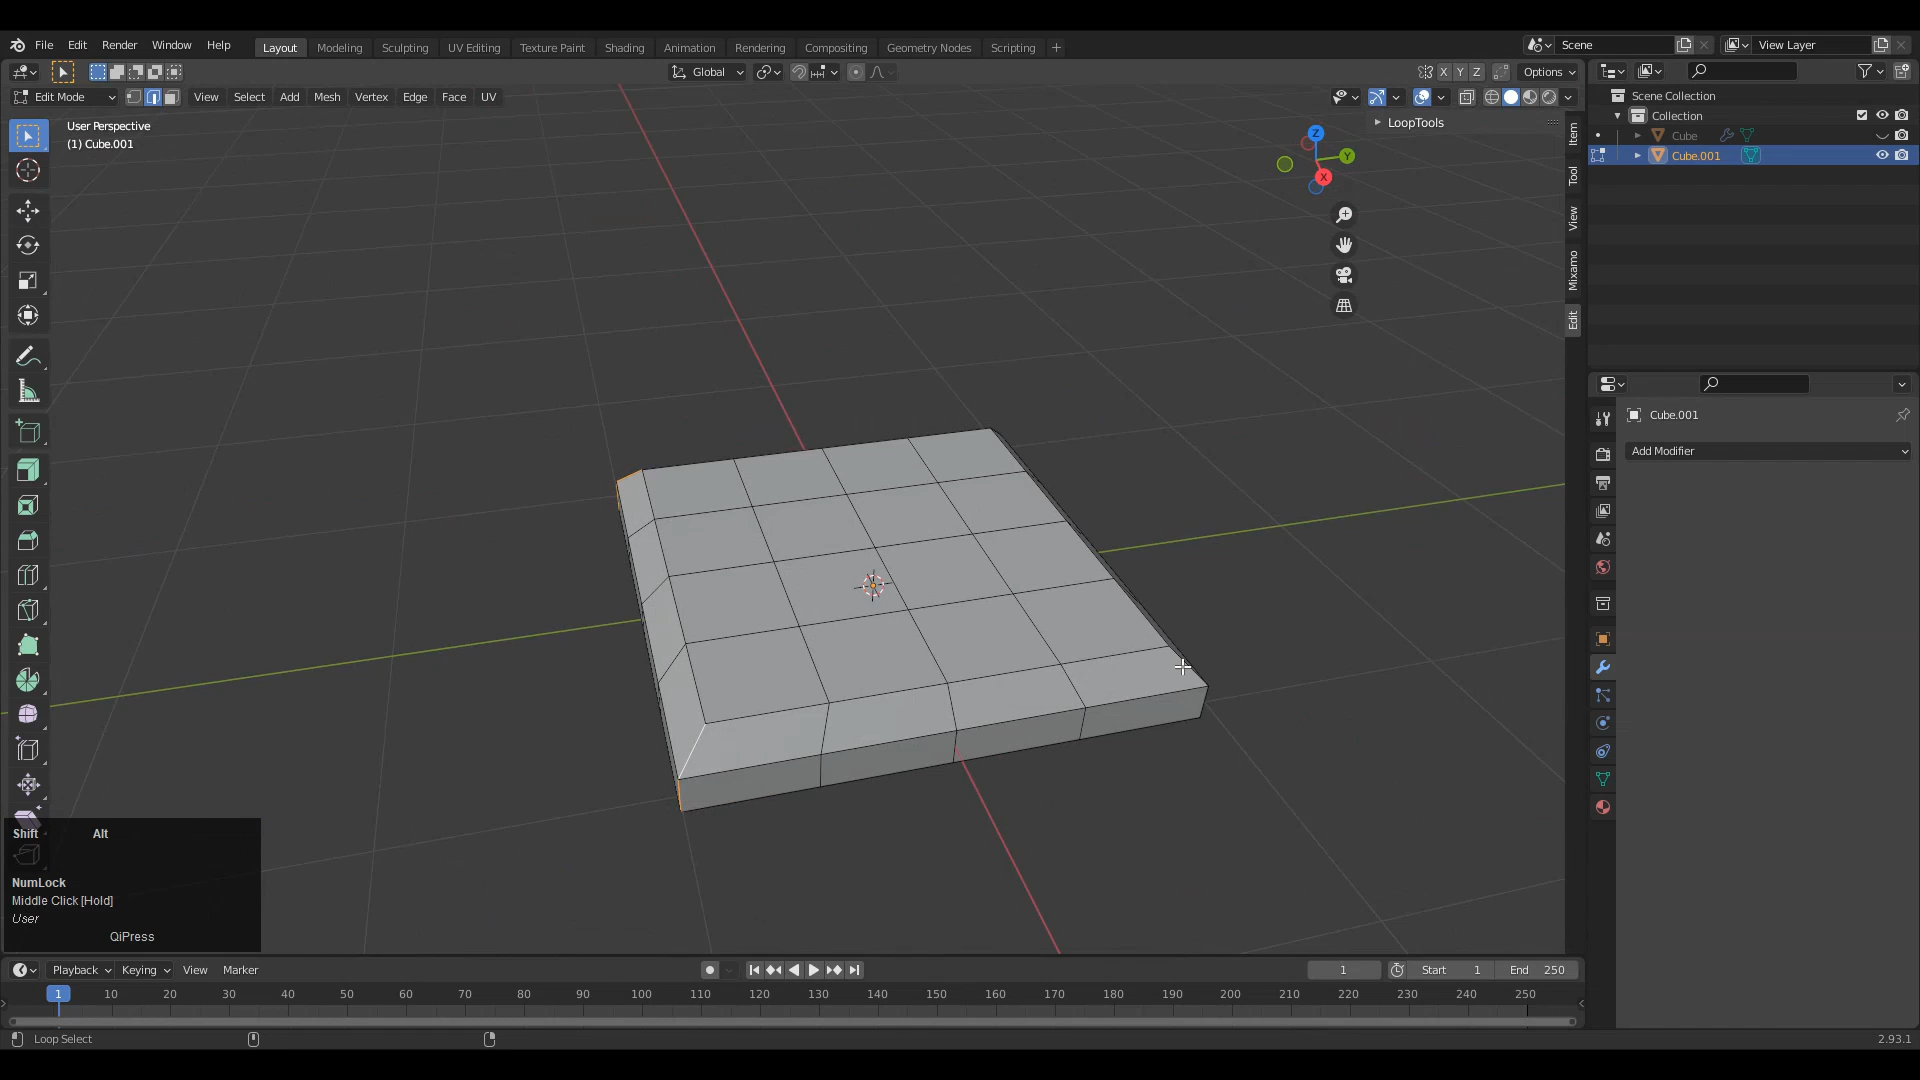 File Edit Render Window Help Layout Modeling Sculpting UV Editing Texture Paint Shading Animation Rendering Compositing Geometry Nodes Scripting + Scene View Layer
Global X Y Z Options
Edit Mode View Select Add Mesh Vertex Edge Face UV
User Perspective
(1) Cube.001
LoopTools
Z
Y
X
Item
Tool
View
Mixamo
Edit
Scene Collection
Collection
Cube
Cube.001
Cube.001
Add Modifier
Shift Alt
NumLock
Middle Click [Hold]
User
QiPress
Playback Keying View Marker 1 Start 1 End 250
1 10 20 30 40 50 60 70 80 90 100 110 120 130 140 150 160 170 180 190 200 210 220 230 240 250
Loop Select 2.93.1